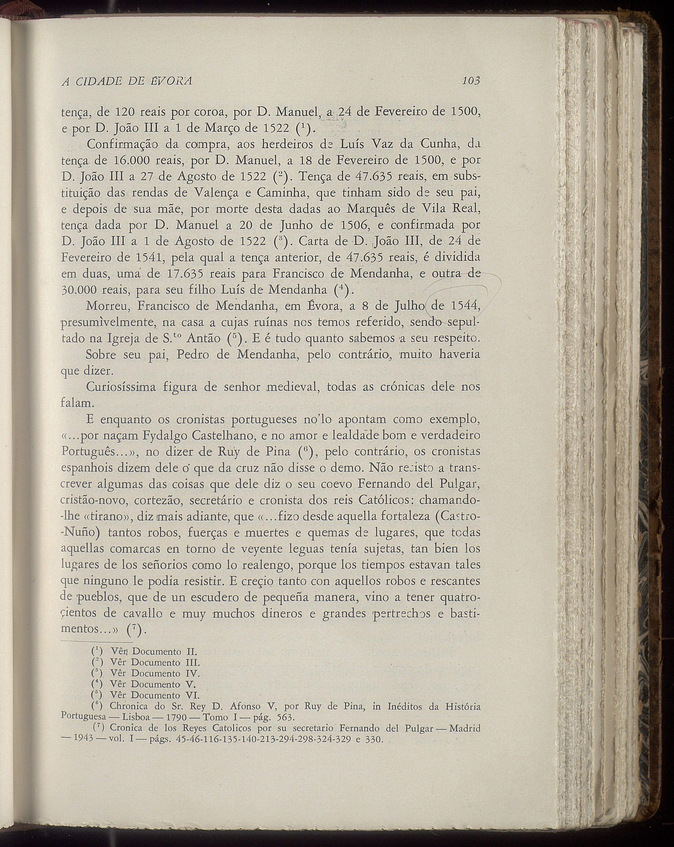 A CIDADE DE ÉVORA 103
tença, de 120 reais por coroa, por D. Manuel, a 24 de Fevereiro de 1500,
e por D. João III a 1 de Março de 1522 (¹).
Confirmação da compra, aos herdeiros de Luís Vaz da Cunha, da
tença de 16.000 reais, por D. Manuel, a 18 de Fevereiro de 1500, e por
D. João III a 27 de Agosto de 1522 (²). Tença de 47.635 reais, em subs-
tituição das rendas de Valença e Caminha, que tinham sido de seu pai,
e depois de sua mãe, por morte desta dadas ao Marquês de Vila Real,
tença dada por D. Manuel a 20 de Junho de 1506, e confirmada por
D. João III a 1 de Agosto de 1522 (³). Carta de D. João III, de 24 de
Fevereiro de 1541, pela qual a tença anterior, de 47.635 reais, é dividida
em duas, uma de 17.635 reais para Francisco de Mendanha, e outra de
30.000 reais, para seu filho Luís de Mendanha (⁴).
Morreu, Francisco de Mendanha, em Évora, a 8 de Julho de 1544,
presumìvelmente, na casa a cujas ruínas nos temos referido, sendo sepul-
tado na Igreja de S.ᵗᵒ Antão (⁵). E é tudo quanto sabemos a seu respeito.
Sobre seu pai, Pedro de Mendanha, pelo contrário, muito haveria
que dizer.
Curiosíssima figura de senhor medieval, todas as crónicas dele nos
falam.
E enquanto os cronistas portugueses no'lo apontam como exemplo,
«...por naçam Fydalgo Castelhano, e no amor e lealdade bom e verdadeiro
Português...», no dizer de Ruy de Pina (⁶), pelo contrário, os cronistas
espanhois dizem dele o que da cruz não disse o demo. Não resisto a trans-
crever algumas das coisas que dele diz o seu coevo Fernando del Pulgar,
cristão-novo, cortezão, secretário e cronista dos reis Católicos: chamando-
-lhe «tirano», diz mais adiante, que «...fizo desde aquella fortaleza (Castro-
-Nuño) tantos robos, fuerças e muertes e quemas de lugares, que todas
aquellas comarcas en torno de veyente leguas tenía sujetas, tan bien los
lugares de los señorios como lo realengo, porque los tiempos estavan tales
que ninguno le podia resistir. E creçio tanto con aquellos robos e rescantes
de pueblos, que de un escudero de pequeña manera, vino a tener quatro-
çientos de cavallo e muy muchos dineros e grandes pertrechos e basti-
mentos...» (⁷).
(¹) Vêr Documento II.
(²) Vêr Documento III.
(³) Vêr Documento IV.
(⁴) Vêr Documento V.
(⁵) Vêr Documento VI.
(⁶) Chronica do Sr. Rey D. Afonso V, por Ruy de Pina, in Inéditos da História
Portuguesa — Lisboa — 1790 — Tomo I — pág. 563.
(⁷) Cronica de los Reyes Catolicos por su secretario Fernando del Pulgar — Madrid
— 1943 — vol. I — págs. 45-46-116-135-140-213-294-298-324-329 e 330.